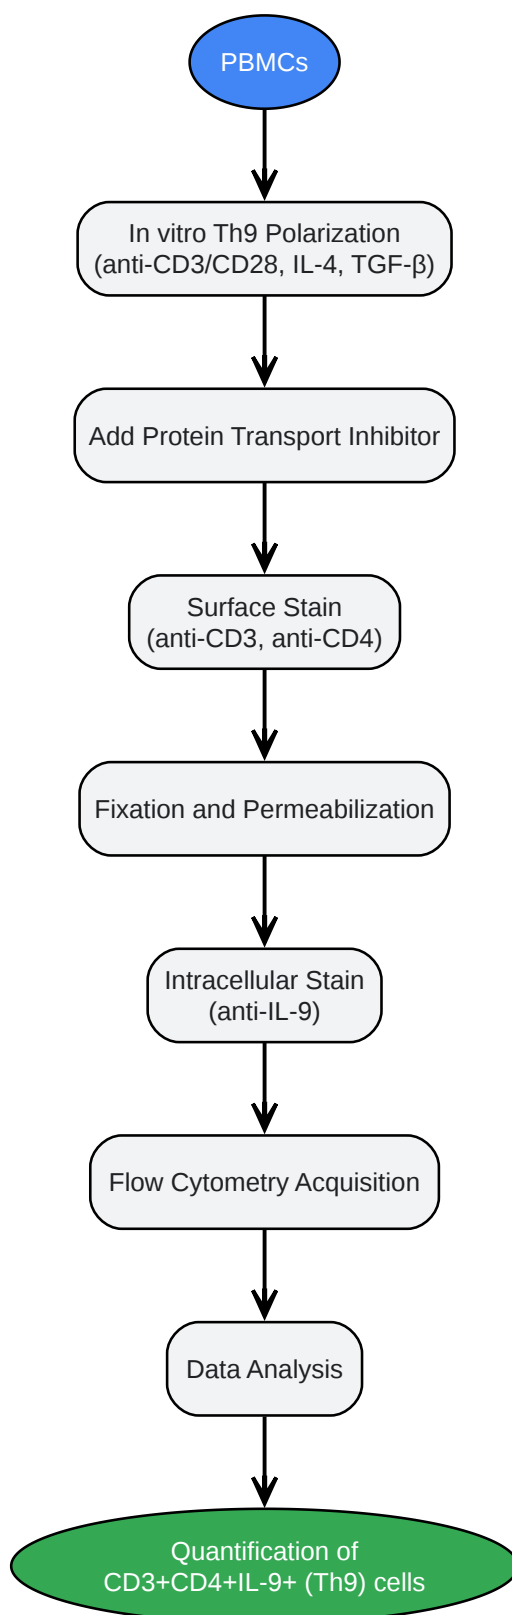 PBMCs
In vitro Th9 Polarization
(anti-CD3/CD28, IL-4, TGF-β)
Add Protein Transport Inhibitor
Surface Stain
(anti-CD3, anti-CD4)
Fixation and Permeabilization
Intracellular Stain
(anti-IL-9)
Flow Cytometry Acquisition
Data Analysis
Quantification of
CD3+CD4+IL-9+ (Th9) cells